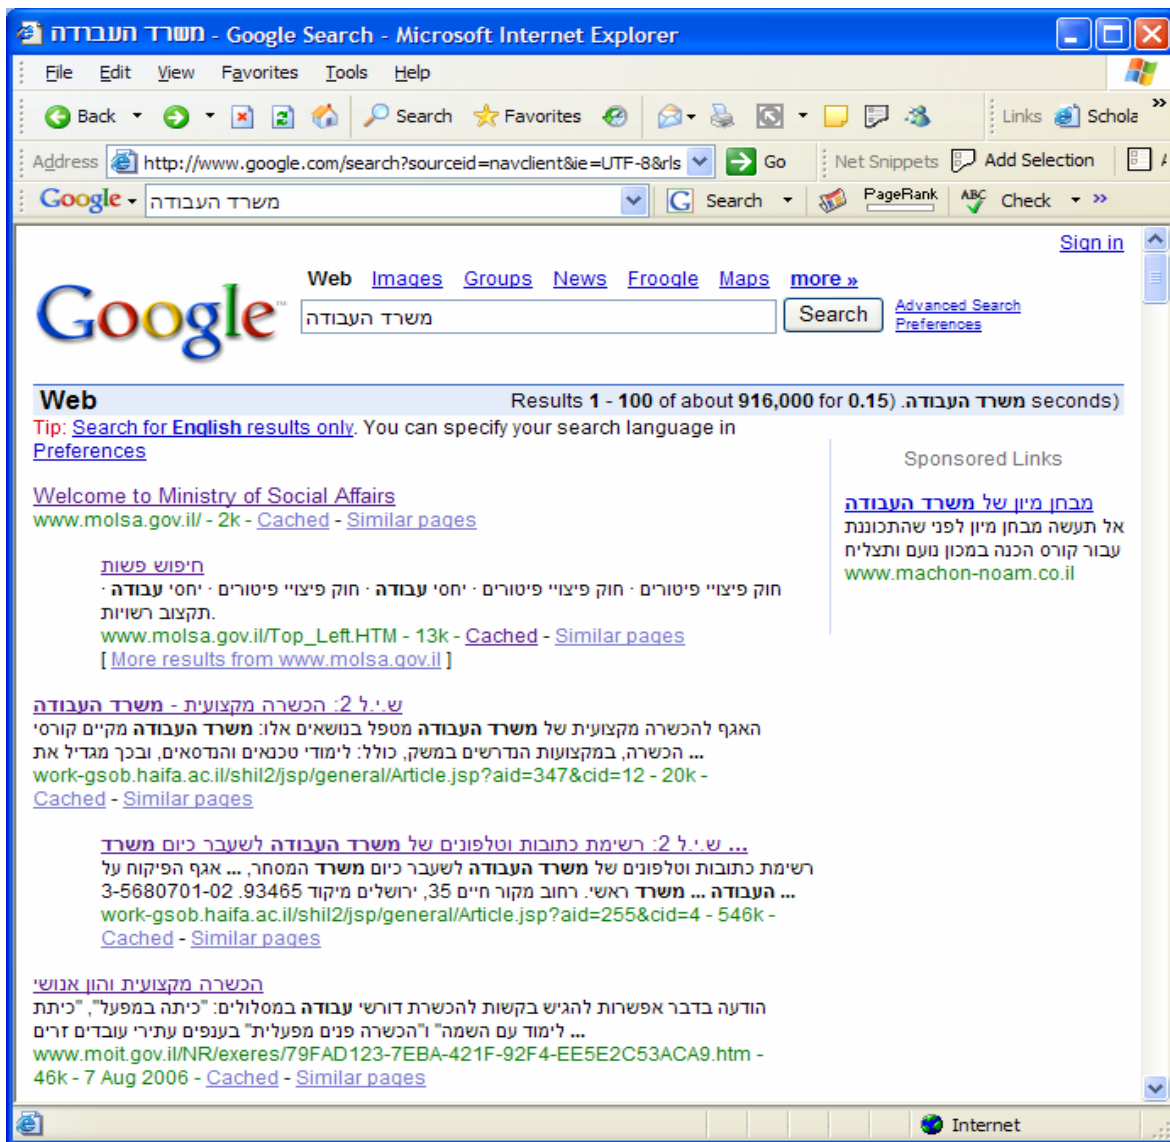 משרד העבודה - Google Search - Microsoft Internet Explorer
File Edit View Favorites Tools Help
Back Search Favorites Links Schola »
Address http://www.google.com/search?sourceid=navclient&ie=UTF-8&rls Go Net Snippets Add Selection
Google משרד העבודה G Search PageRank ABC Check »
Sign in
Web Images Groups News Froogle Maps more »
Google™ משרד העבודה Search Advanced Search
Preferences
Web Results 1 - 100 of about 916,000 for משרד העבודה. (0.15 seconds)
Tip: Search for English results only. You can specify your search language in
Preferences
Welcome to Ministry of Social Affairs
www.molsa.gov.il/ - 2k - Cached - Similar pages
חיפוש פשות
חוק פיצויי פיטורים · חוק פיצויי פיטורים · יחסי עבודה · חוק פיצויי פיטורים · יחסי עבודה ·
תקצוב רשויות.
www.molsa.gov.il/Top_Left.HTM - 13k - Cached - Similar pages
[ More results from www.molsa.gov.il ]
ש.י.ל 2: הכשרה מקצועית - משרד העבודה
האגף להכשרה מקצועית של משרד העבודה מטפל בנושאים אלו: משרד העבודה מקיים קורסי
הכשרה, במקצועות הנדרשים במשק, כולל: לימודי טכנאים והנדסאים, ובכך מגדיל את ...
work-gsob.haifa.ac.il/shil2/jsp/general/Article.jsp?aid=347&cid=12 - 20k -
Cached - Similar pages
ש.י.ל 2: רשימת כתובות וטלפונים של משרד העבודה לשעבר כיום משרד ...
רשימת כתובות וטלפונים של משרד העבודה לשעבר כיום משרד המסחר, ... אגף הפיקוח על
העבודה ... משרד ראשי. רחוב מקור חיים 35, ירושלים מיקוד 93465. 3-5680701-02 ...
work-gsob.haifa.ac.il/shil2/jsp/general/Article.jsp?aid=255&cid=4 - 546k -
Cached - Similar pages
הכשרה מקצועית והון אנושי
הודעה בדבר אפשרות להגיש בקשות להכשרת דורשי עבודה במסלולים: "כיתה במפעל", "כיתת
לימוד עם השמה" ו"הכשרה פנים מפעלית" בענפים עתירי עובדים זרים ...
www.moit.gov.il/NR/exeres/79FAD123-7EBA-421F-92F4-EE5E2C53ACA9.htm -
46k - 7 Aug 2006 - Cached - Similar pages
Sponsored Links
מבחן מיון של משרד העבודה
אל תעשה מבחן מיון לפני שהתכוננת
עבור קורס הכנה במכון נועם ותצליח
www.machon-noam.co.il
Internet